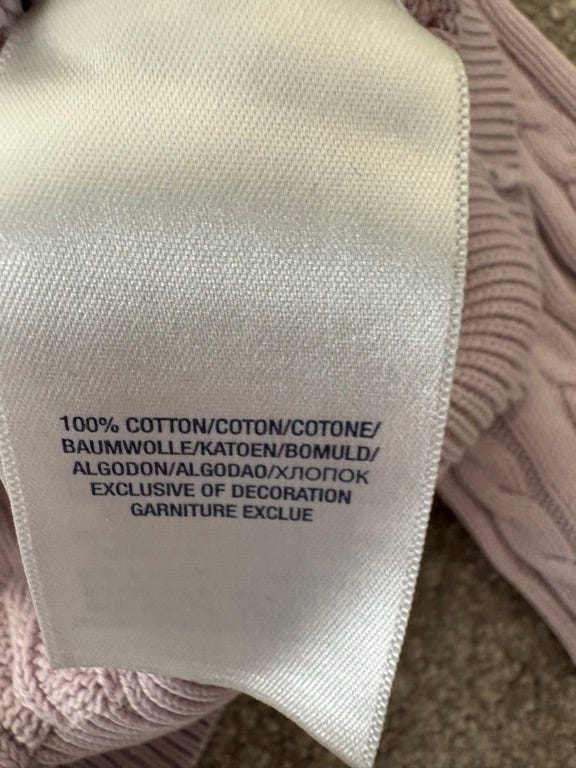 100% COTTON/COTON/COTONE/
BAUMWOLLE/KATOEN/BOMULD/
ALGODON/ALGODAO/ХЛОПОК
EXCLUSIVE OF DECORATION
GARNITURE EXCLUE